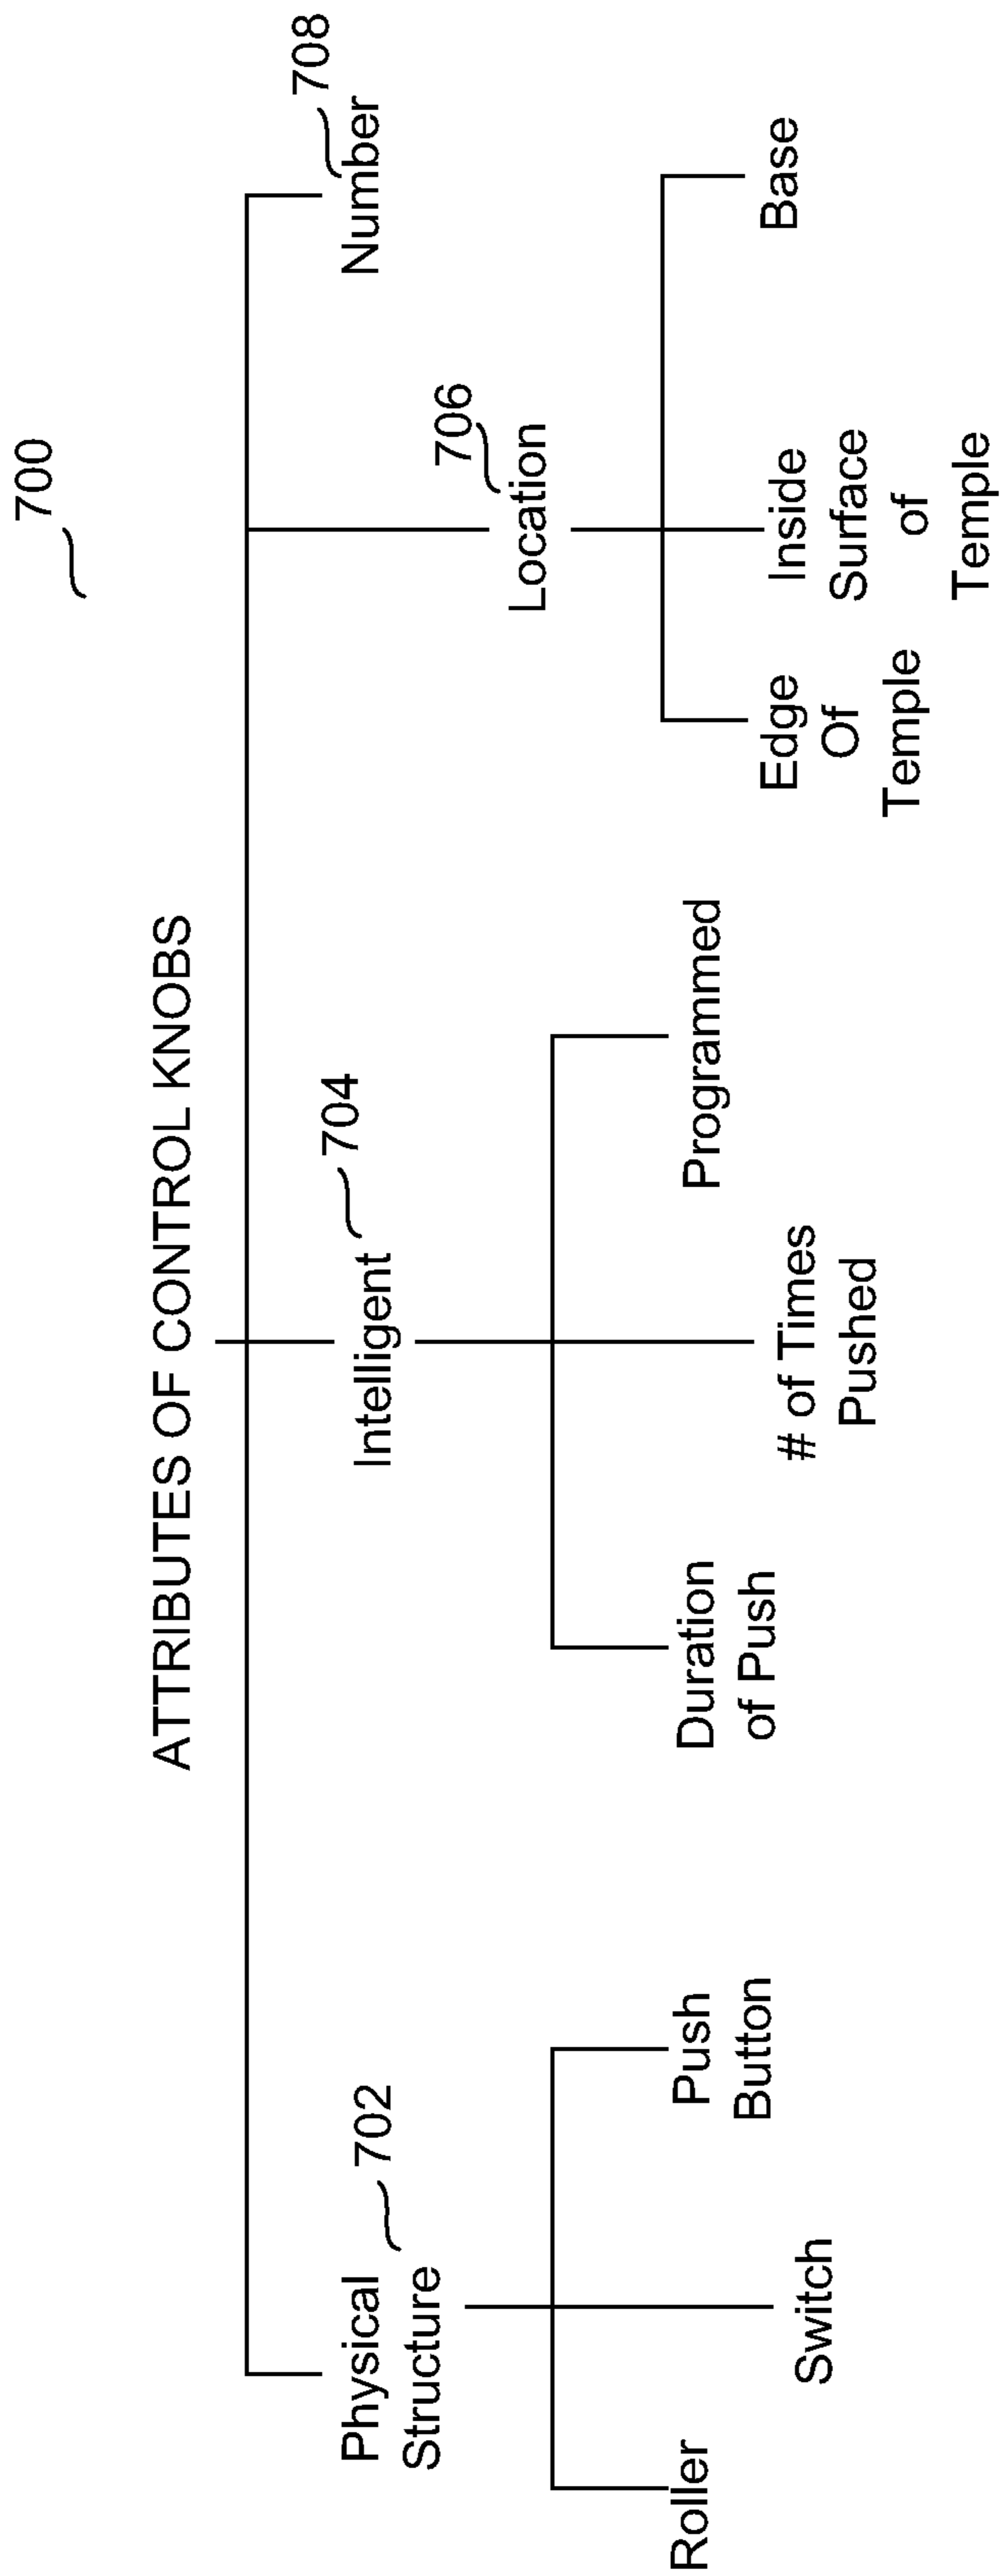 700
ATTRIBUTES OF CONTROL KNOBS
Physical
Structure
702
Roller
Switch
Push
Button
Intelligent
704
Duration
of Push
# of Times
Pushed
Programmed
Location
706
Edge
Of
Temple
Inside
Surface
of
Temple
Base
Number
708